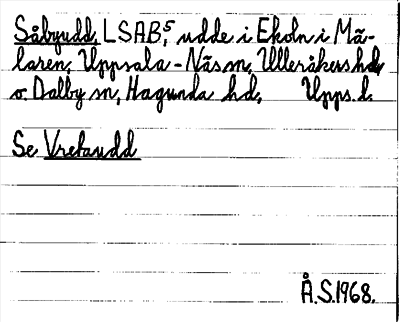 Såbyudd, LSAB⁵, udde i Ekoln i Mä-
laren, Uppsala-Näs sn, Ulleråkers hd,
o. Dalby sn, Hagunda hd, Upps. l.
Se Vretaudd
Å.S.1968.